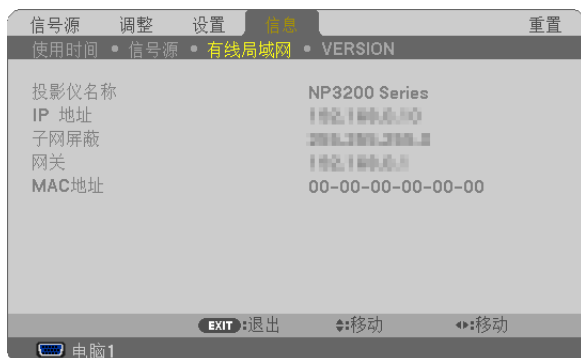 信号源 调整 设置 信息 重置
使用时间 • 信号源 • 有线局域网 • VERSION
投影仪名称 NP3200 Series
IP 地址
子网屏蔽
网关
MAC地址 00-00-00-00-00-00
EXIT :退出 :移动 :移动
电脑1